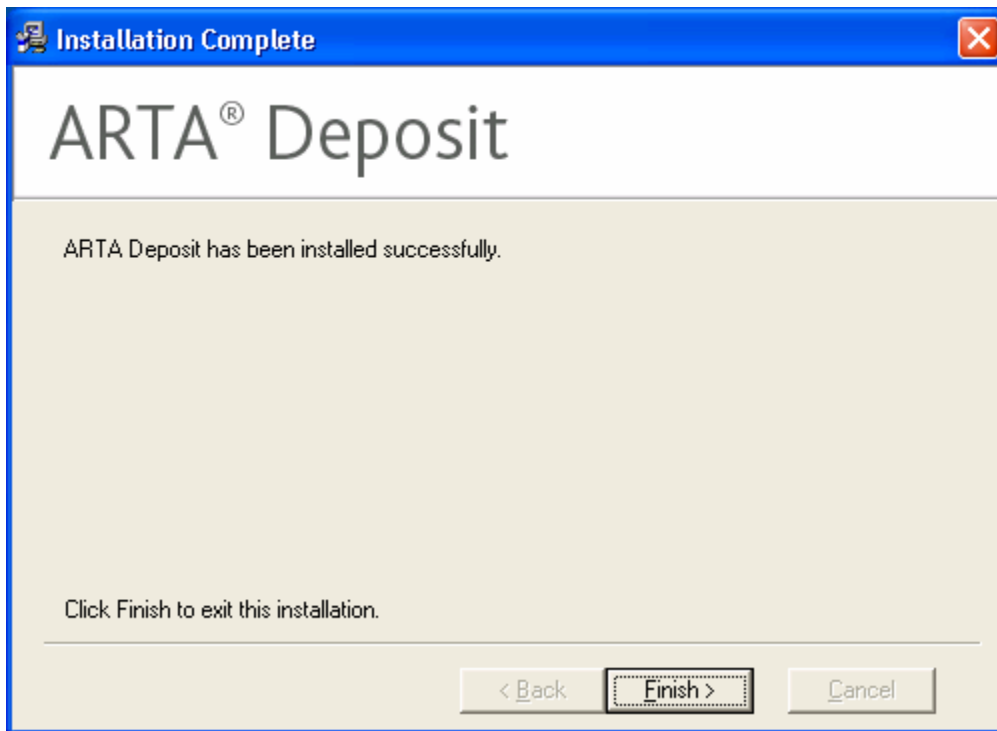 Installation Complete
ARTA® Deposit
ARTA Deposit has been installed successfully.
Click Finish to exit this installation.
< Back
Finish >
Cancel